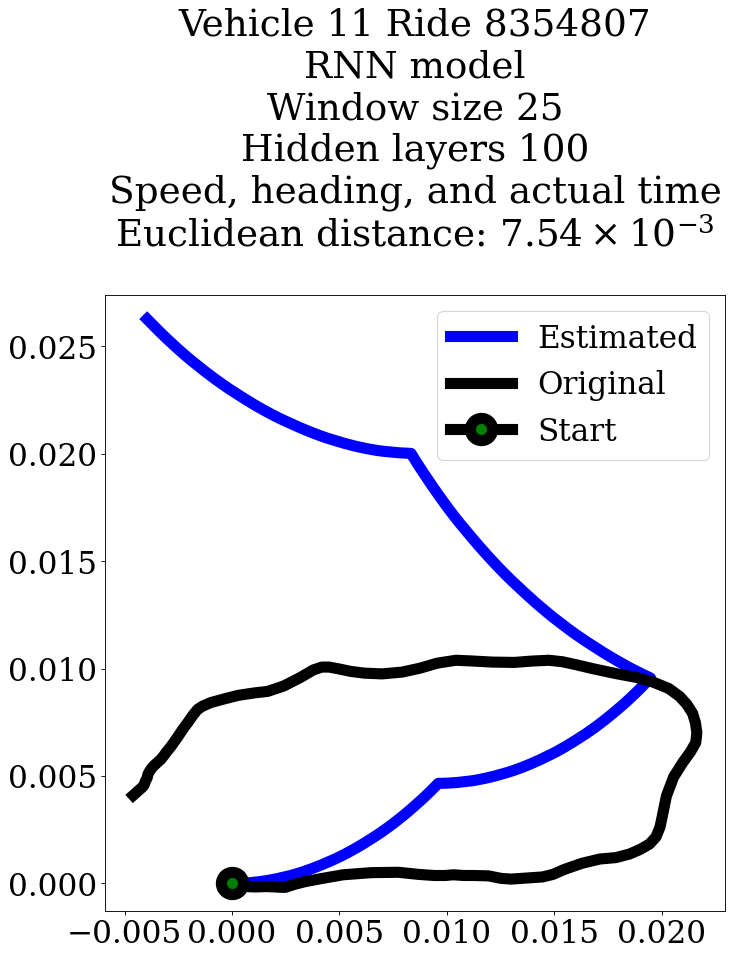 Vehicle 11 Ride 8354807
RNN model
Window size 25
Hidden layers 100
Speed, heading, and actual time
Euclidean distance: 7.54 × 10⁻³
Estimated
Original
Start
0.025
0.020
0.015
0.010
0.005
0.000
−0.005 0.000 0.005 0.010 0.015 0.020